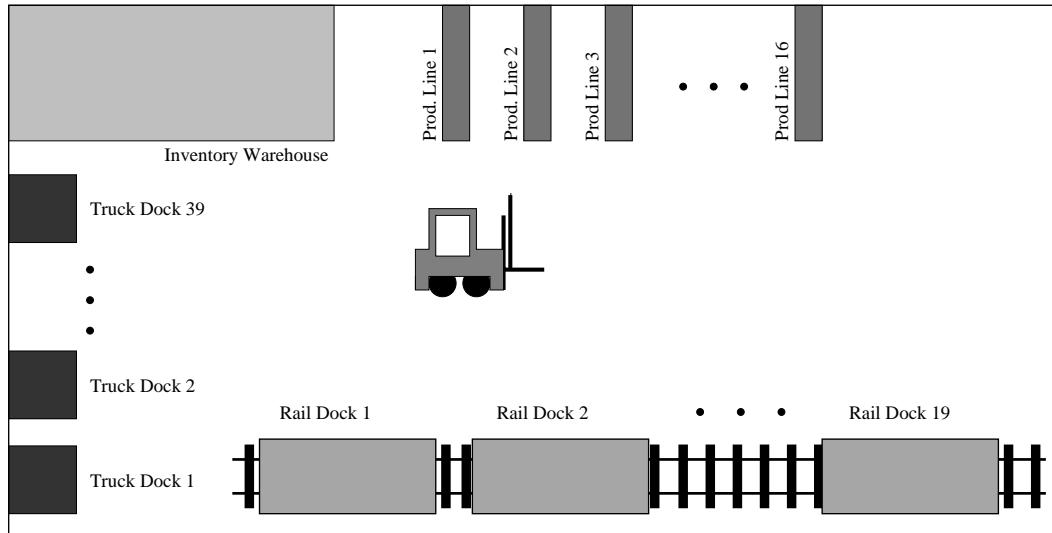 Prod. Line 1
Prod. Line 2
Prod Line 3
Prod Line 16
Inventory Warehouse
Truck Dock 39
Truck Dock 2
Rail Dock 1
Rail Dock 2
Rail Dock 19
Truck Dock 1